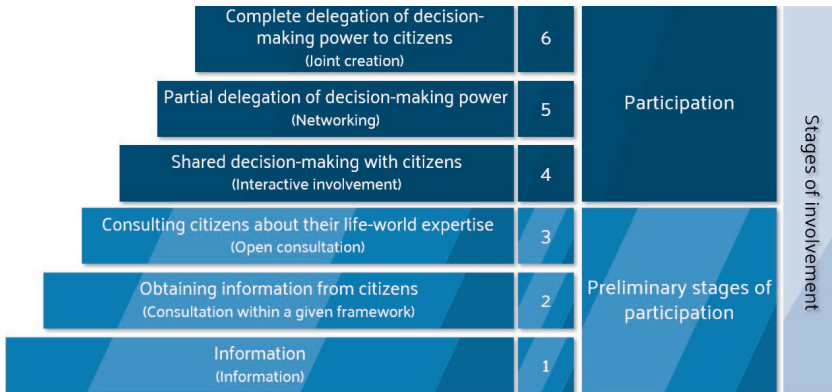 Complete delegation of decision-
making power to citizens
(Joint creation)
6
Partial delegation of decision-making power
(Networking)
5
Participation
Shared decision-making with citizens
(Interactive involvement)
4
Consulting citizens about their life-world expertise
(Open consultation)
3
Obtaining information from citizens
(Consultation within a given framework)
2
Preliminary stages of
participation
Information
(Information)
1
Stages of involvement